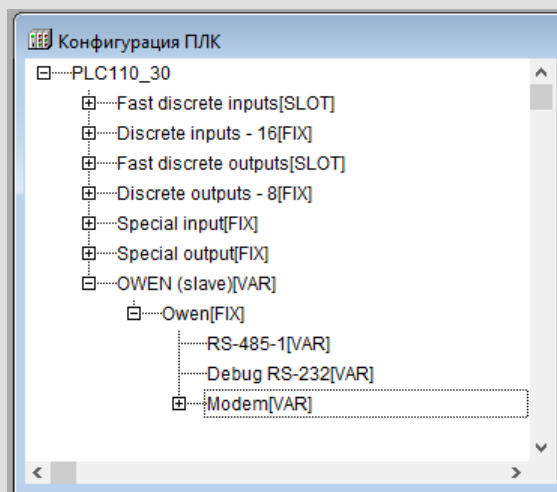 Конфигурация ПЛК
PLC110_30
Fast discrete inputs[SLOT]
Discrete inputs - 16[FIX]
Fast discrete outputs[SLOT]
Discrete outputs - 8[FIX]
Special input[FIX]
Special output[FIX]
OWEN (slave)[VAR]
Owen[FIX]
RS-485-1[VAR]
Debug RS-232[VAR]
Modem[VAR]